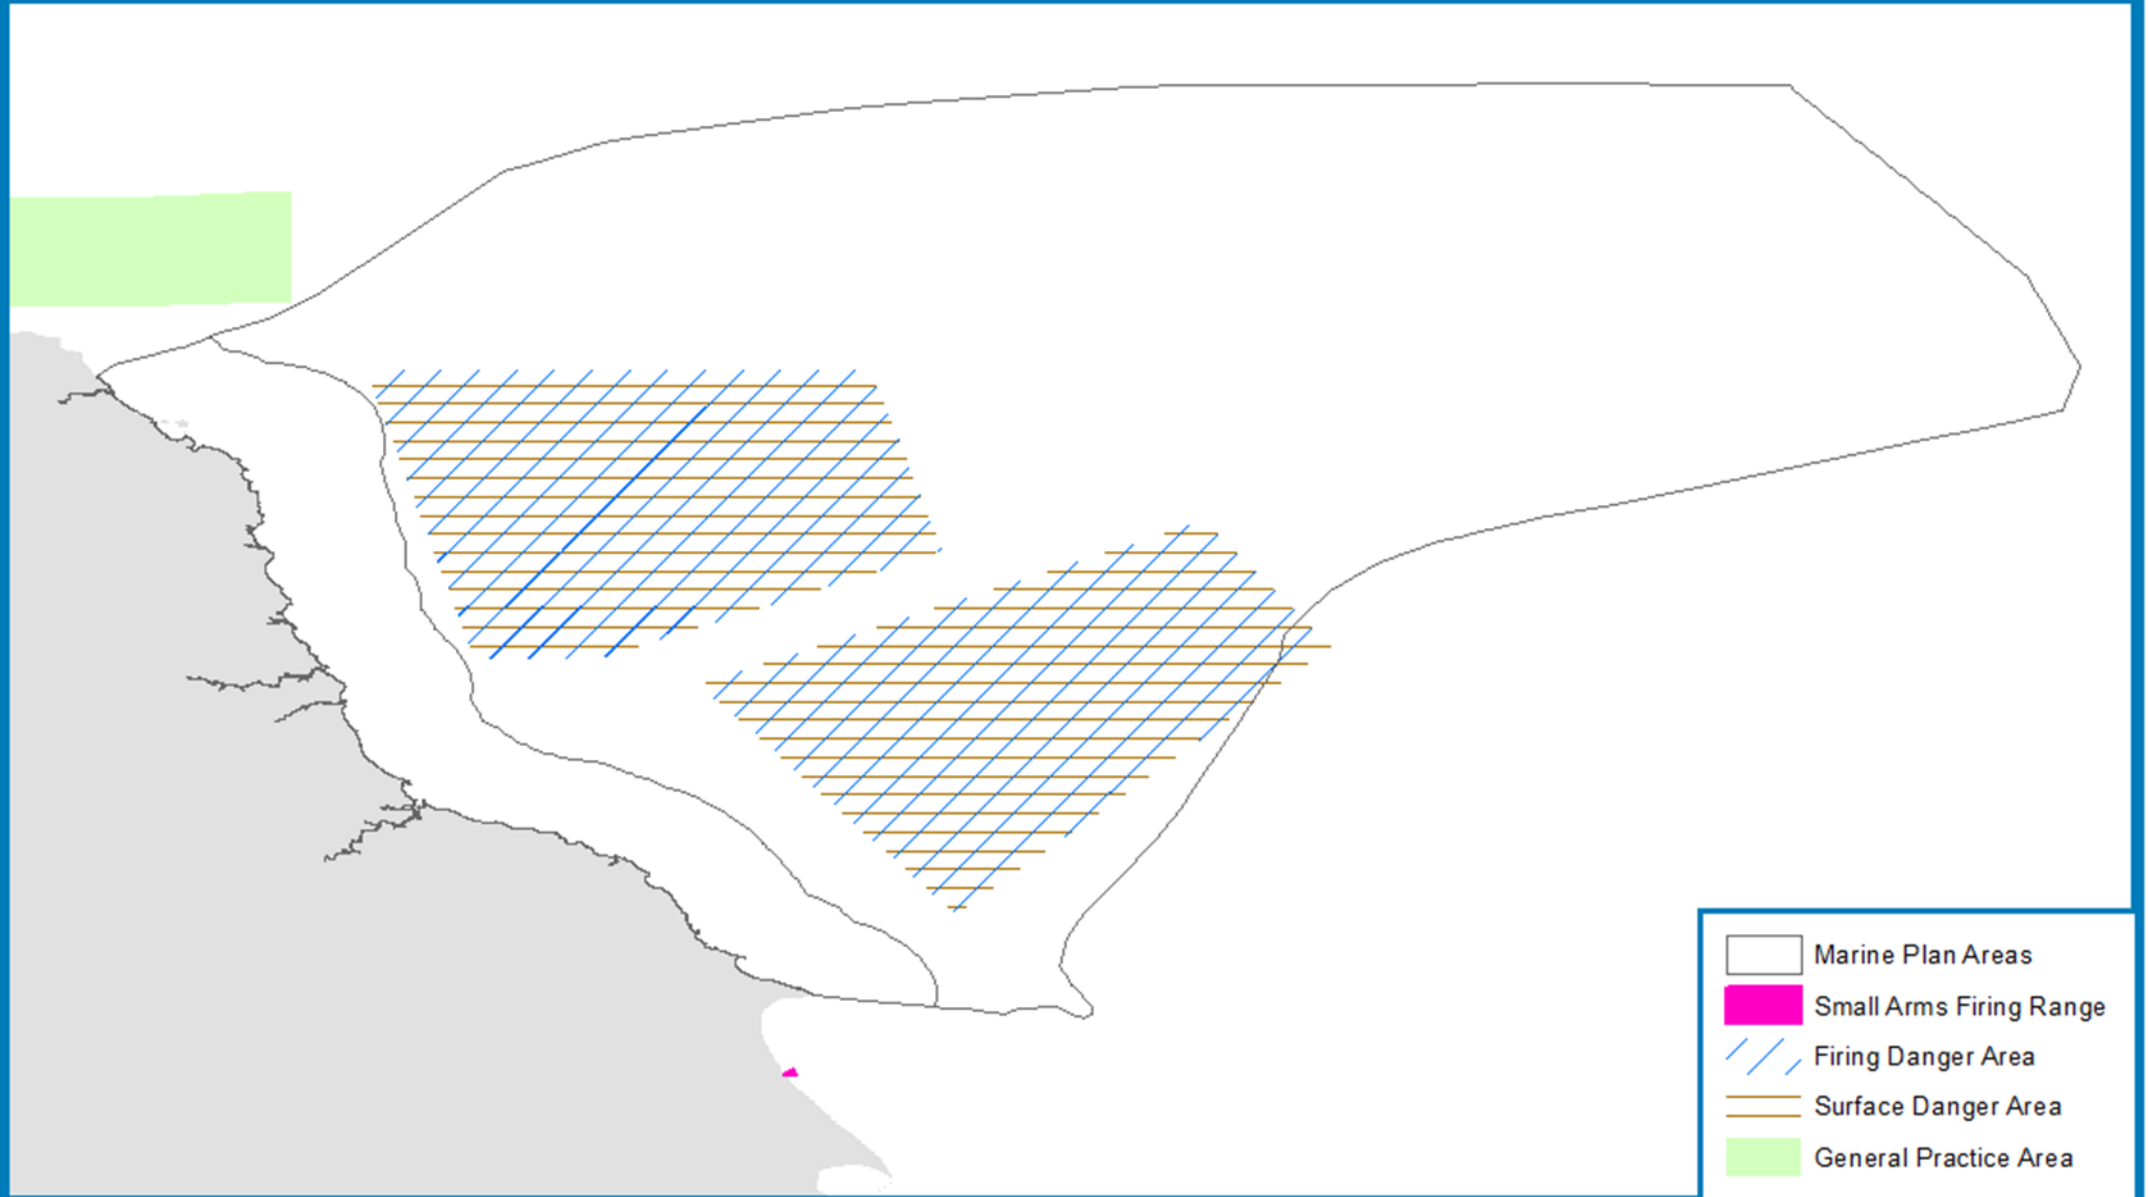 Marine Plan Areas
Small Arms Firing Range
Firing Danger Area
Surface Danger Area
General Practice Area